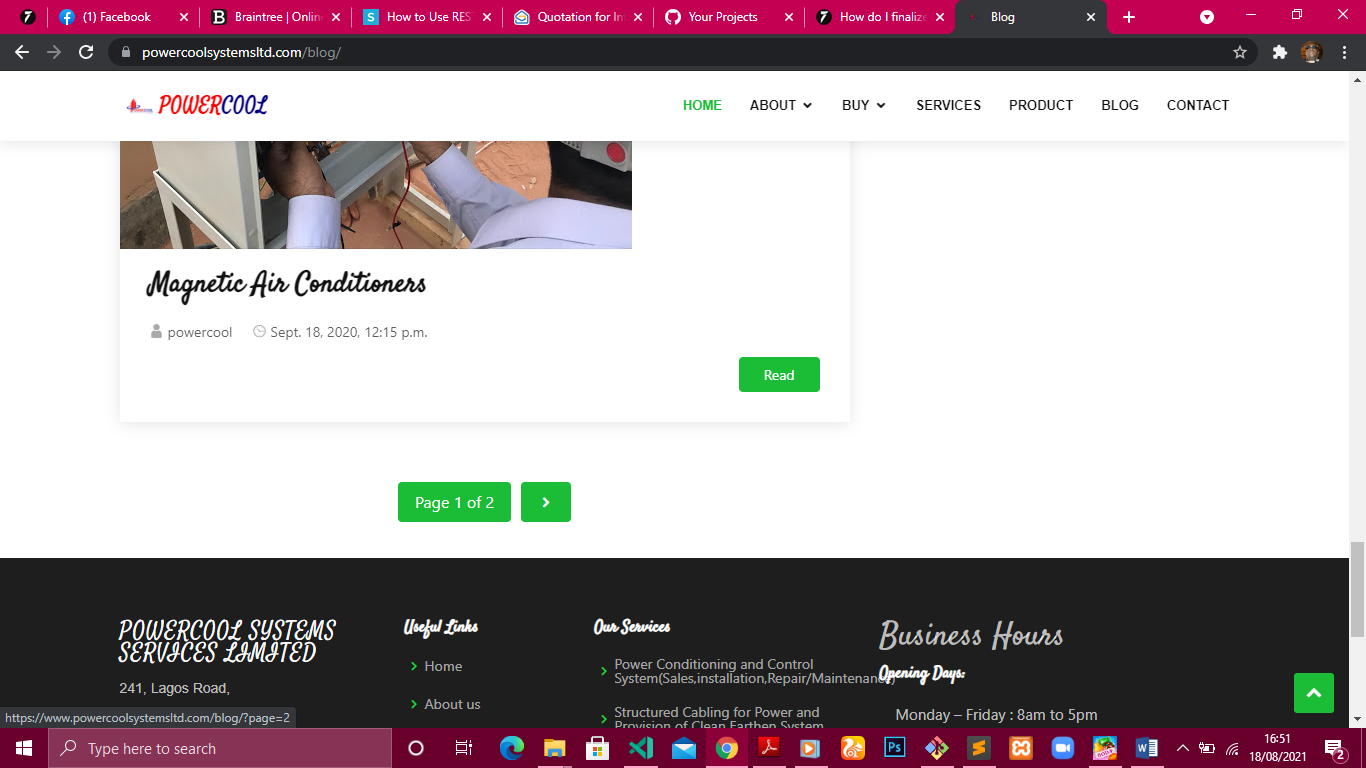 (1) Facebook
Braintree | Onlin
How to Use RES
Quotation for In
Your Projects
How do I finalize
Blog
powercoolsystemsltd.com/blog/
POWERCOOL
HOME
ABOUT
BUY
SERVICES
PRODUCT
BLOG
CONTACT
Magnetic Air Conditioners
powercool
Sept. 18, 2020, 12:15 p.m.
Read
Page 1 of 2
POWERCOOL SYSTEMS
SERVICES LIMITED
241, Lagos Road,
Useful Links
Home
About us
Our Services
Power Conditioning and Control
System(Sales,installation,Repair/Maintenance)
Structured Cabling for Power and
Provision of Clean Earthen System
Business Hours
Opening Days:
Monday – Friday : 8am to 5pm
https://www.powercoolsystemsltd.com/blog/?page=2
Type here to search
16:51
18/08/2021
2